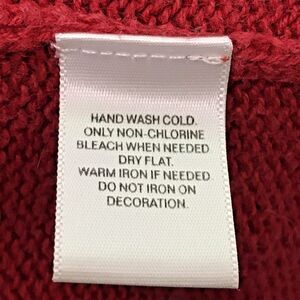 HAND WASH COLD.
ONLY NON-CHLORINE
BLEACH WHEN NEEDED
DRY FLAT.
WARM IRON IF NEEDED.
DO NOT IRON ON
DECORATION.